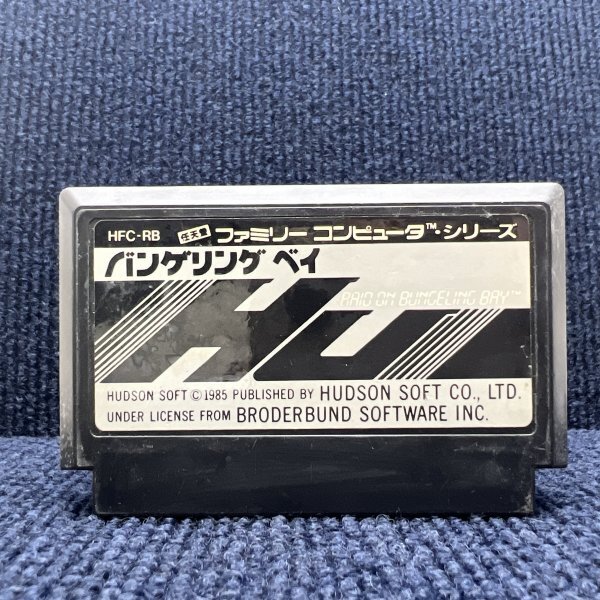 HFC-RB 任天堂 ファミリー コンピュータ™・シリーズ
バンゲリング ベイ
RAID ON BUNGELING BAY™
HU
HUDSON SOFT ©1985 PUBLISHED BY HUDSON SOFT CO., LTD.
UNDER LICENSE FROM BRODERBUND SOFTWARE INC.